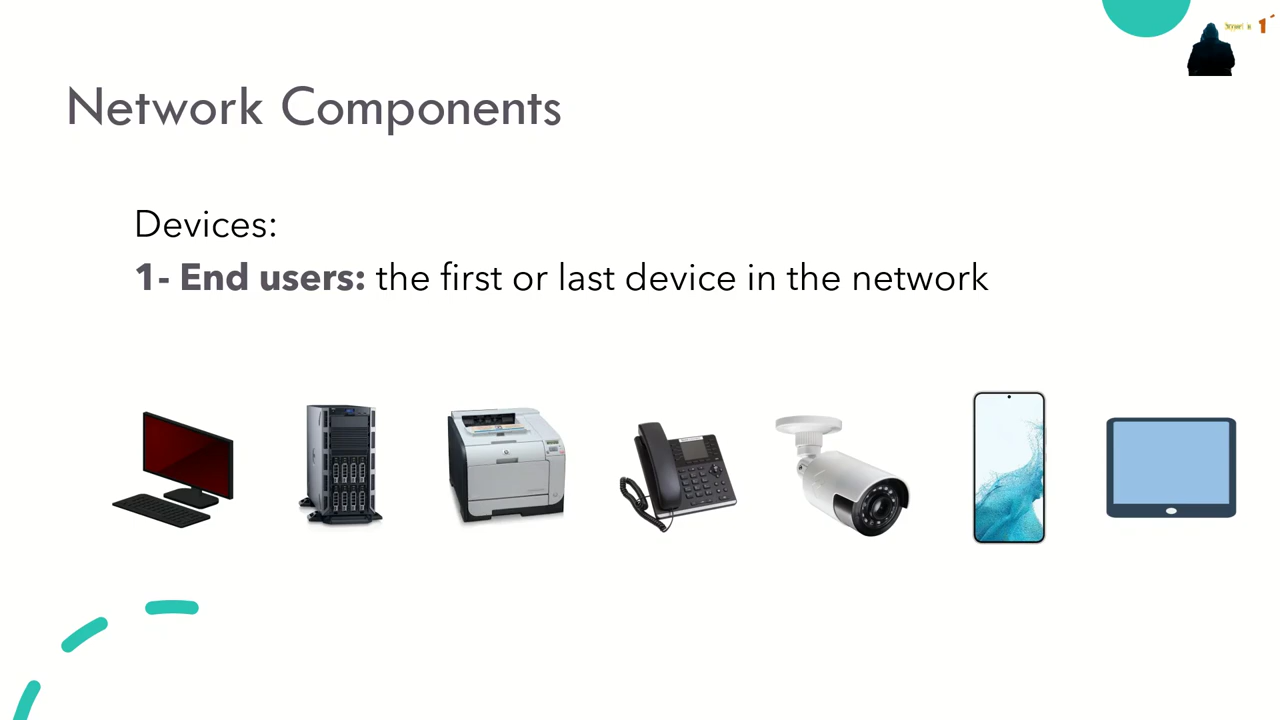 Network Components
Devices:
1- End users: the first or last device in the network